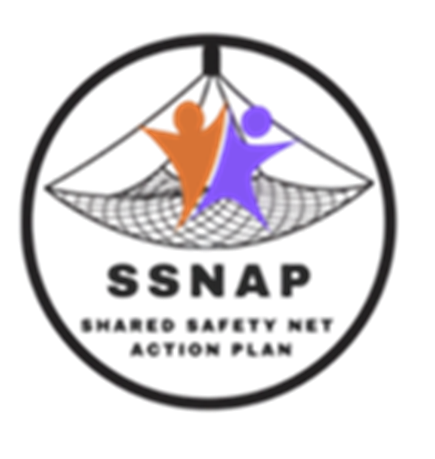 SSNAP
SHARED SAFETY NET
ACTION PLAN